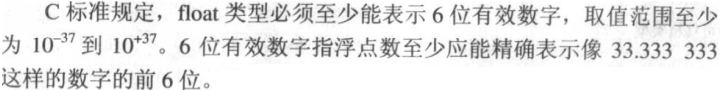 C 标准规定，float 类型必须至少能表示 6 位有效数字，取值范围至少
为 10⁻³⁷ 到 10⁺³⁷。6 位有效数字指浮点数至少应能精确表示像 33.333 333
这样的数字的前 6 位。